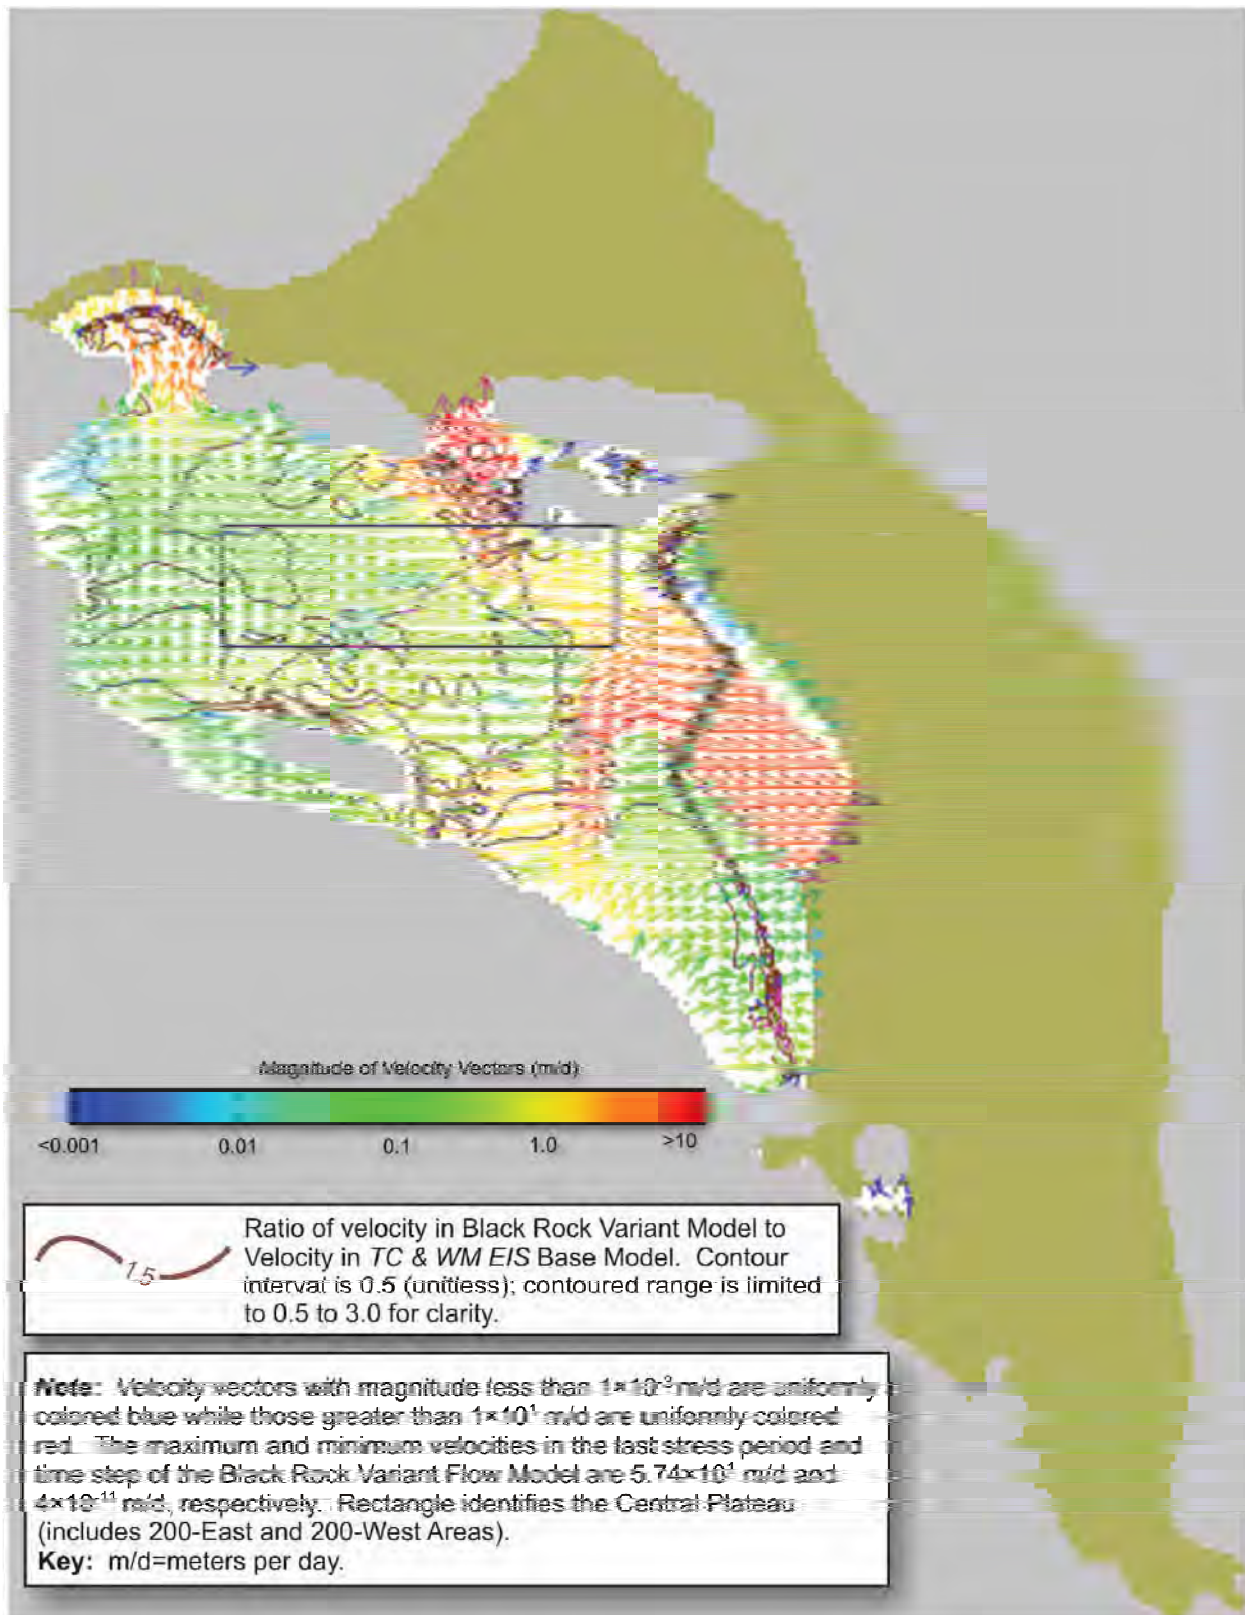 Magnitude of Velocity Vectors (m/d)
<0.001 0.01 0.1 1.0 >10
1.5
Ratio of velocity in Black Rock Variant Model to
Velocity in TC & WM EIS Base Model. Contour
interval is 0.5 (unitless); contoured range is limited
to 0.5 to 3.0 for clarity.
Note: Velocity vectors with magnitude less than 1×10⁻³ m/d are uniformly
colored blue while those greater than 1×10¹ m/d are uniformly colored
red. The maximum and minimum velocities in the last stress period and
time step of the Black Rock Variant Flow Model are 5.74×10¹ m/d and
4×10⁻¹¹ m/d, respectively. Rectangle identifies the Central Plateau
(includes 200-East and 200-West Areas).
Key: m/d=meters per day.